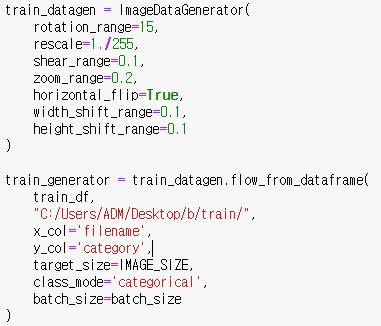 train_datagen = ImageDataGenerator(
    rotation_range=15,
    rescale=1./255,
    shear_range=0.1,
    zoom_range=0.2,
    horizontal_flip=True,
    width_shift_range=0.1,
    height_shift_range=0.1
)

train_generator = train_datagen.flow_from_dataframe(
    train_df,
    "C:/Users/ADM/Desktop/b/train/",
    x_col='filename',
    y_col='category',
    target_size=IMAGE_SIZE,
    class_mode='categorical',
    batch_size=batch_size
)